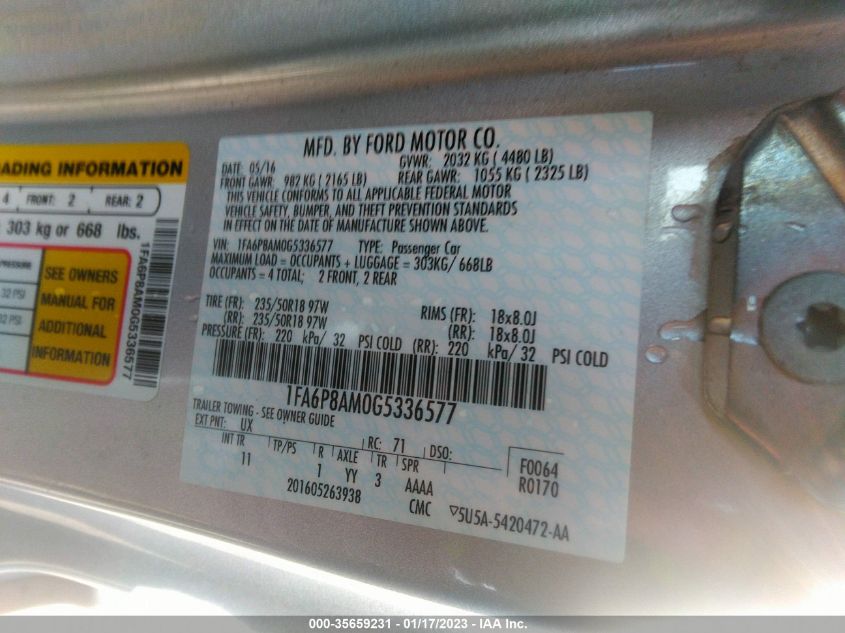 ADING INFORMATION
4 FRONT: 2 REAR: 2
303 kg or 668 lbs.
PRESSURE
32 PSI
32 PSI
SEE OWNERS
MANUAL FOR
ADDITIONAL
INFORMATION
1FA6P8AM0G5336577
MFD. BY FORD MOTOR CO.
DATE: 05/16 GVWR: 2032 KG ( 4480 LB)
FRONT GAWR: 982 KG ( 2165 LB) REAR GAWR: 1055 KG ( 2325 LB)
THIS VEHICLE CONFORMS TO ALL APPLICABLE FEDERAL MOTOR
VEHICLE SAFETY, BUMPER, AND THEFT PREVENTION STANDARDS
IN EFFECT ON THE DATE OF MANUFACTURE SHOWN ABOVE.
VIN: 1FA6P8AM0G5336577 TYPE: Passenger Car
MAXIMUM LOAD = OCCUPANTS + LUGGAGE = 303KG/ 668LB
OCCUPANTS = 4 TOTAL; 2 FRONT, 2 REAR
TIRE (FR): 235/50R18 97W RIMS (FR): 18x8.0J
(RR): 235/50R18 97W (RR): 18x8.0J
PRESSURE (FR): 220 kPa/ 32 PSI COLD (RR): 220 kPa/ 32 PSI COLD
1FA6P8AM0G5336577
TRAILER TOWING - SEE OWNER GUIDE
EXT PNT: UX RC: 71 DSO:
INT TR TP/PS R AXLE TR SPR F0064
11 1 YY 3 AAAA R0170
201605263938 CMC ▽5U5A-5420472-AA
000-35659231 - 01/17/2023 - IAA Inc.